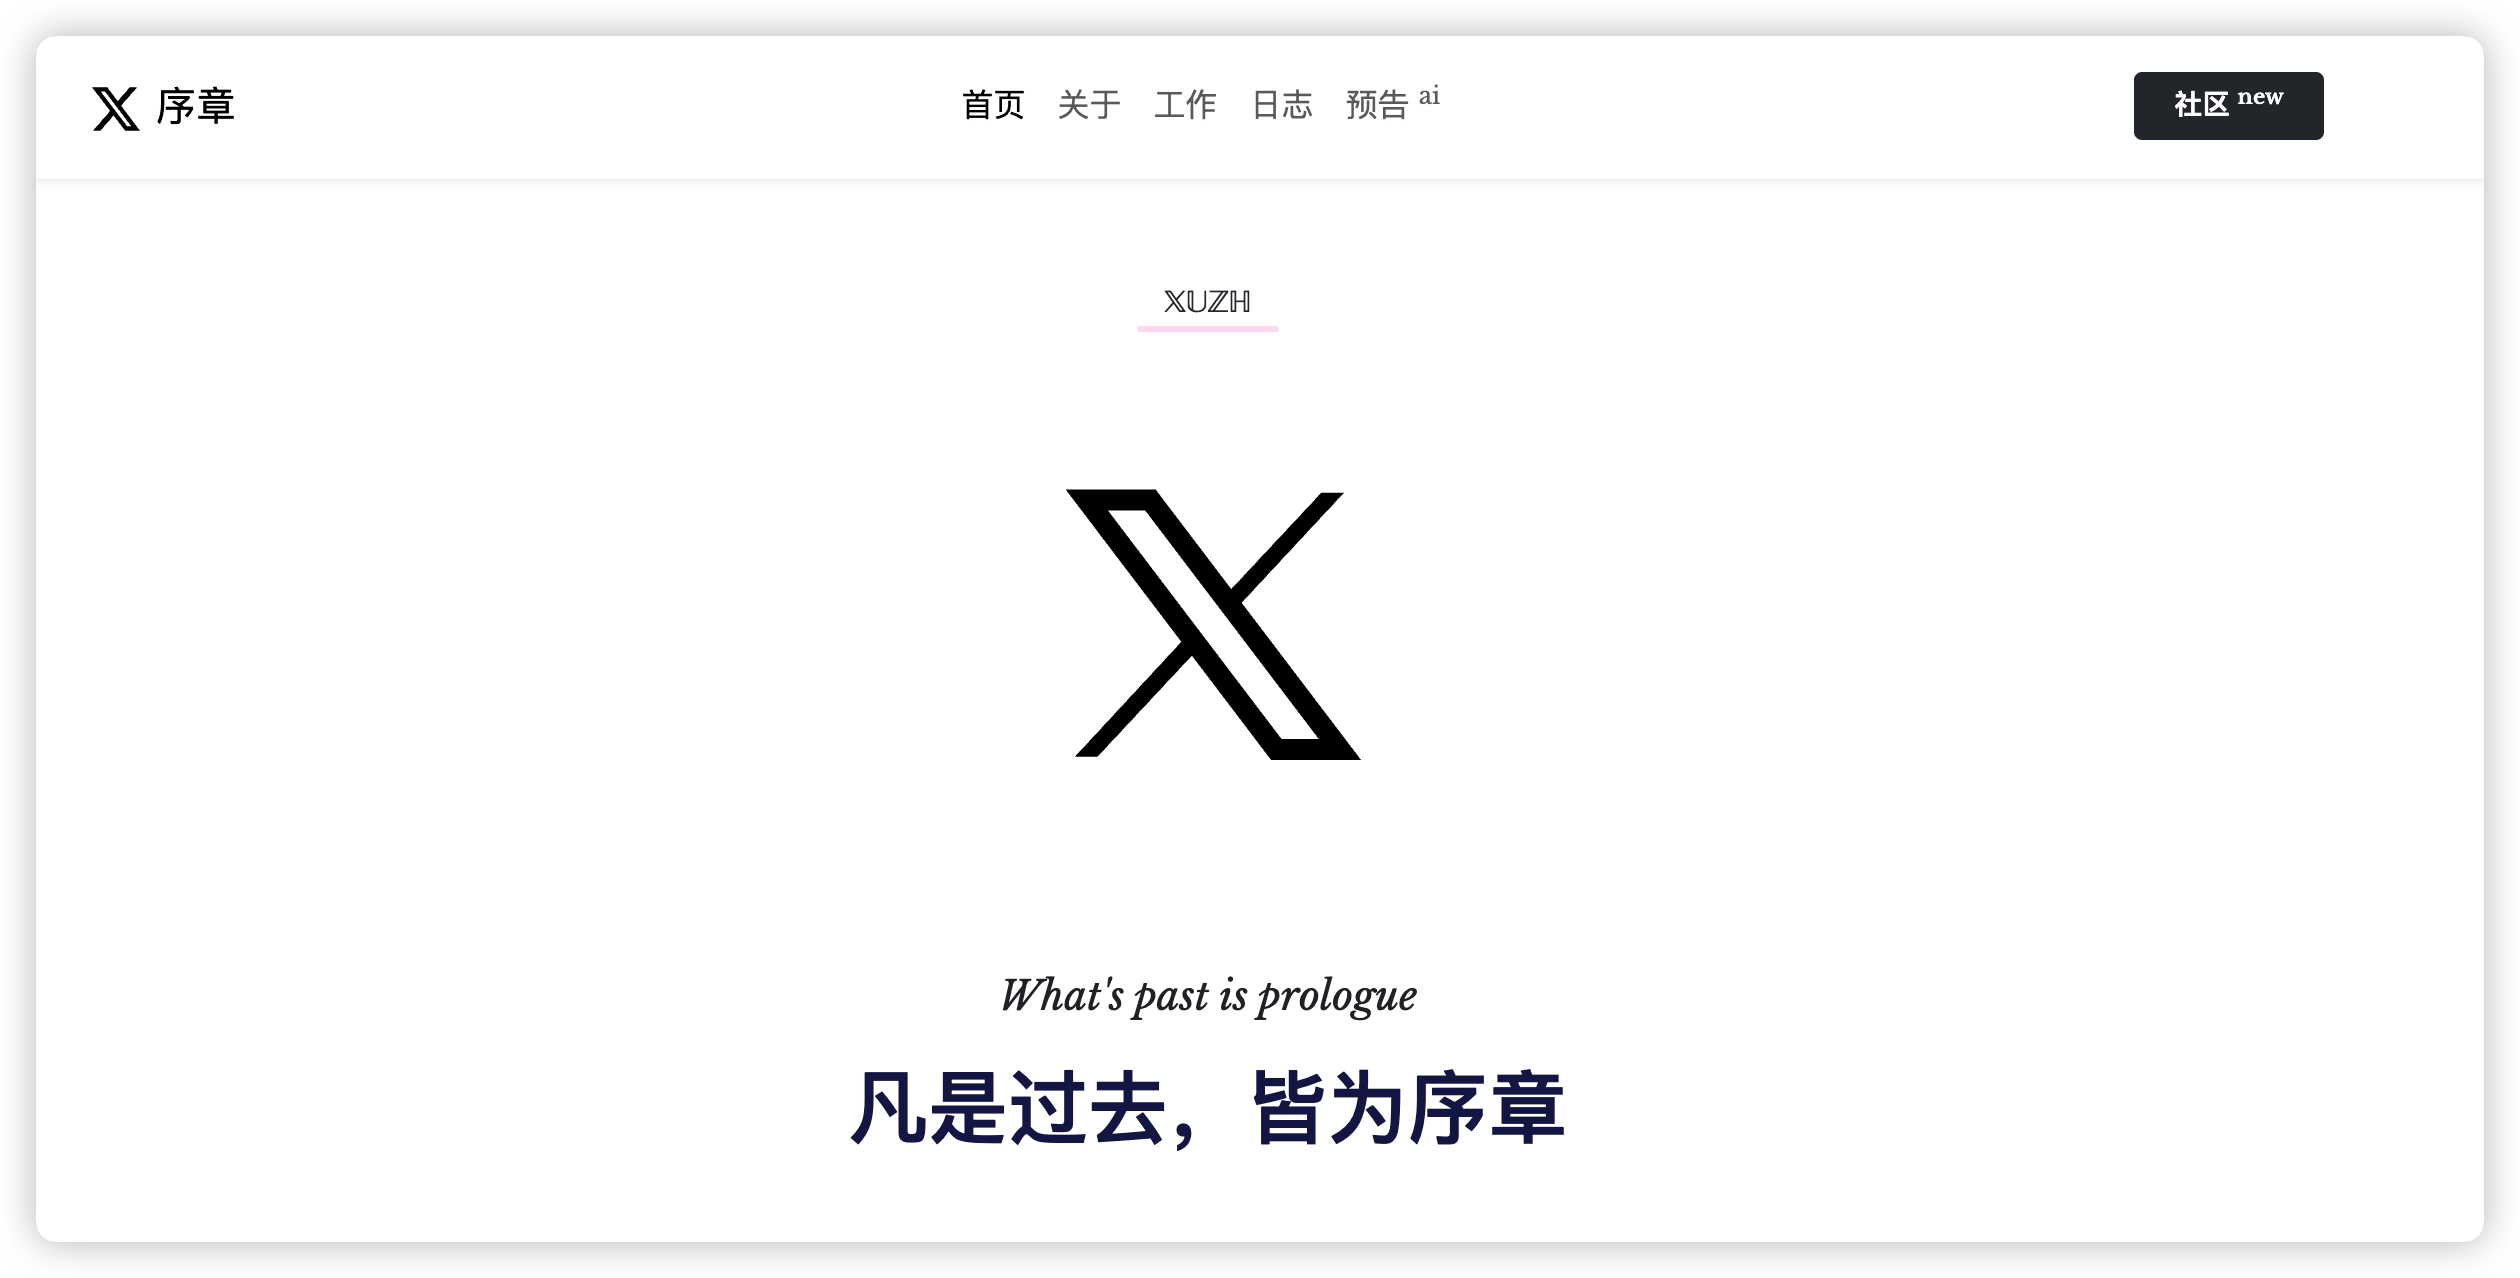 𝕏 序章
首页 关于 工作 日志 预告 ai
社区 new
𝕏𝕌ℤℍ
𝕏
What's past is prologue
凡是过去，皆为序章